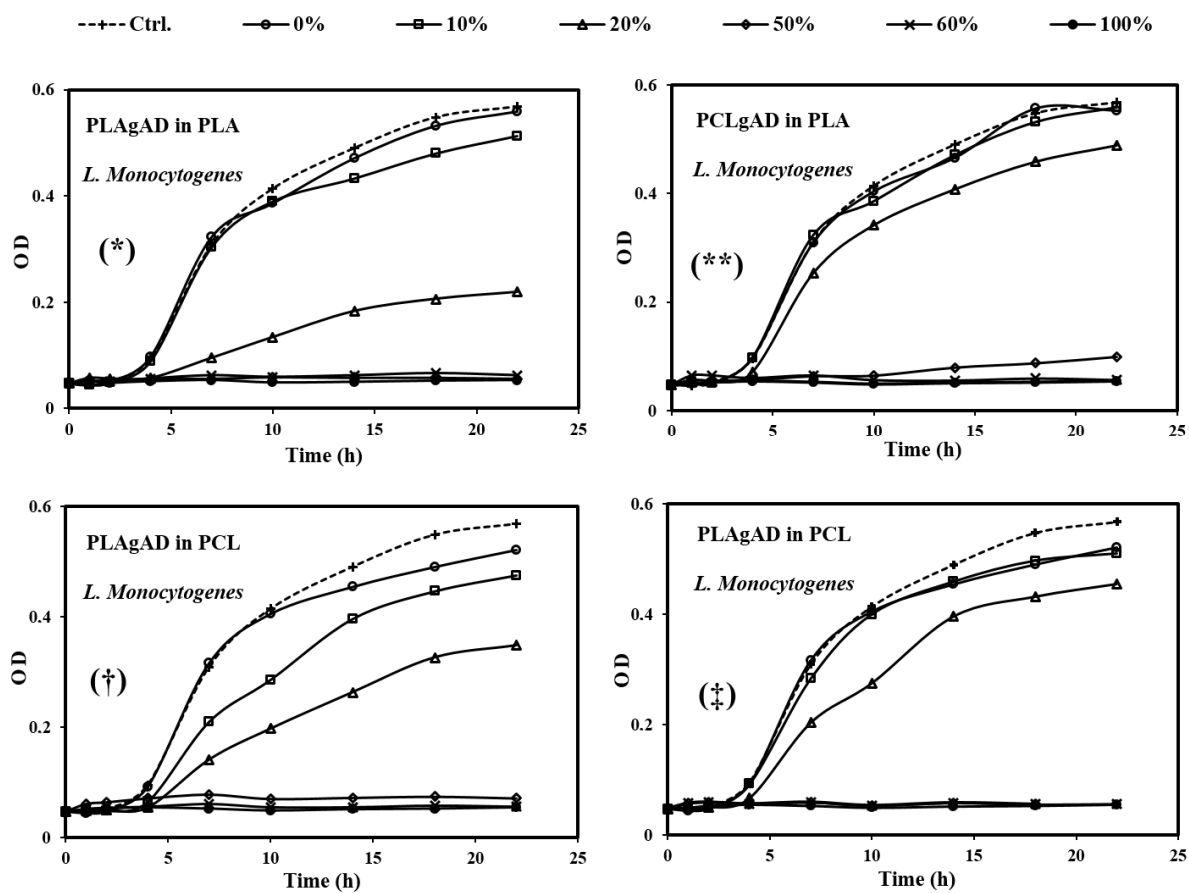 Ctrl. 0% 10% 20% 50% 60% 100%
0.6
0.4
0.2
0
OD
PLAgAD in PLA
L. Monocytogenes
(*)
0 5 10 15 20 25
Time (h)
0.6
0.4
0.2
0
OD
PCLgAD in PLA
L. Monocytogenes
(**)
0 5 10 15 20 25
Time (h)
0.6
0.4
0.2
0
OD
PLAgAD in PCL
L. Monocytogenes
(†)
0 5 10 15 20 25
Time (h)
0.6
0.4
0.2
0
OD
PLAgAD in PCL
L. Monocytogenes
(‡)
0 5 10 15 20 25
Time (h)